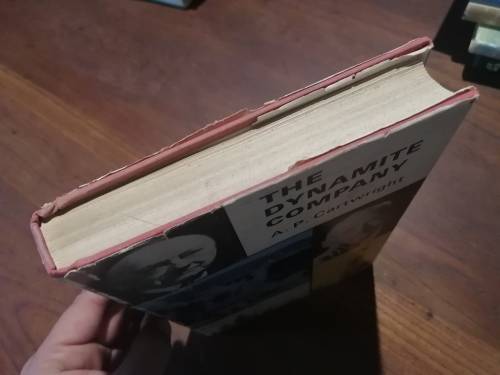 THE
DYNAMITE
COMPANY
A. P. Cartwright